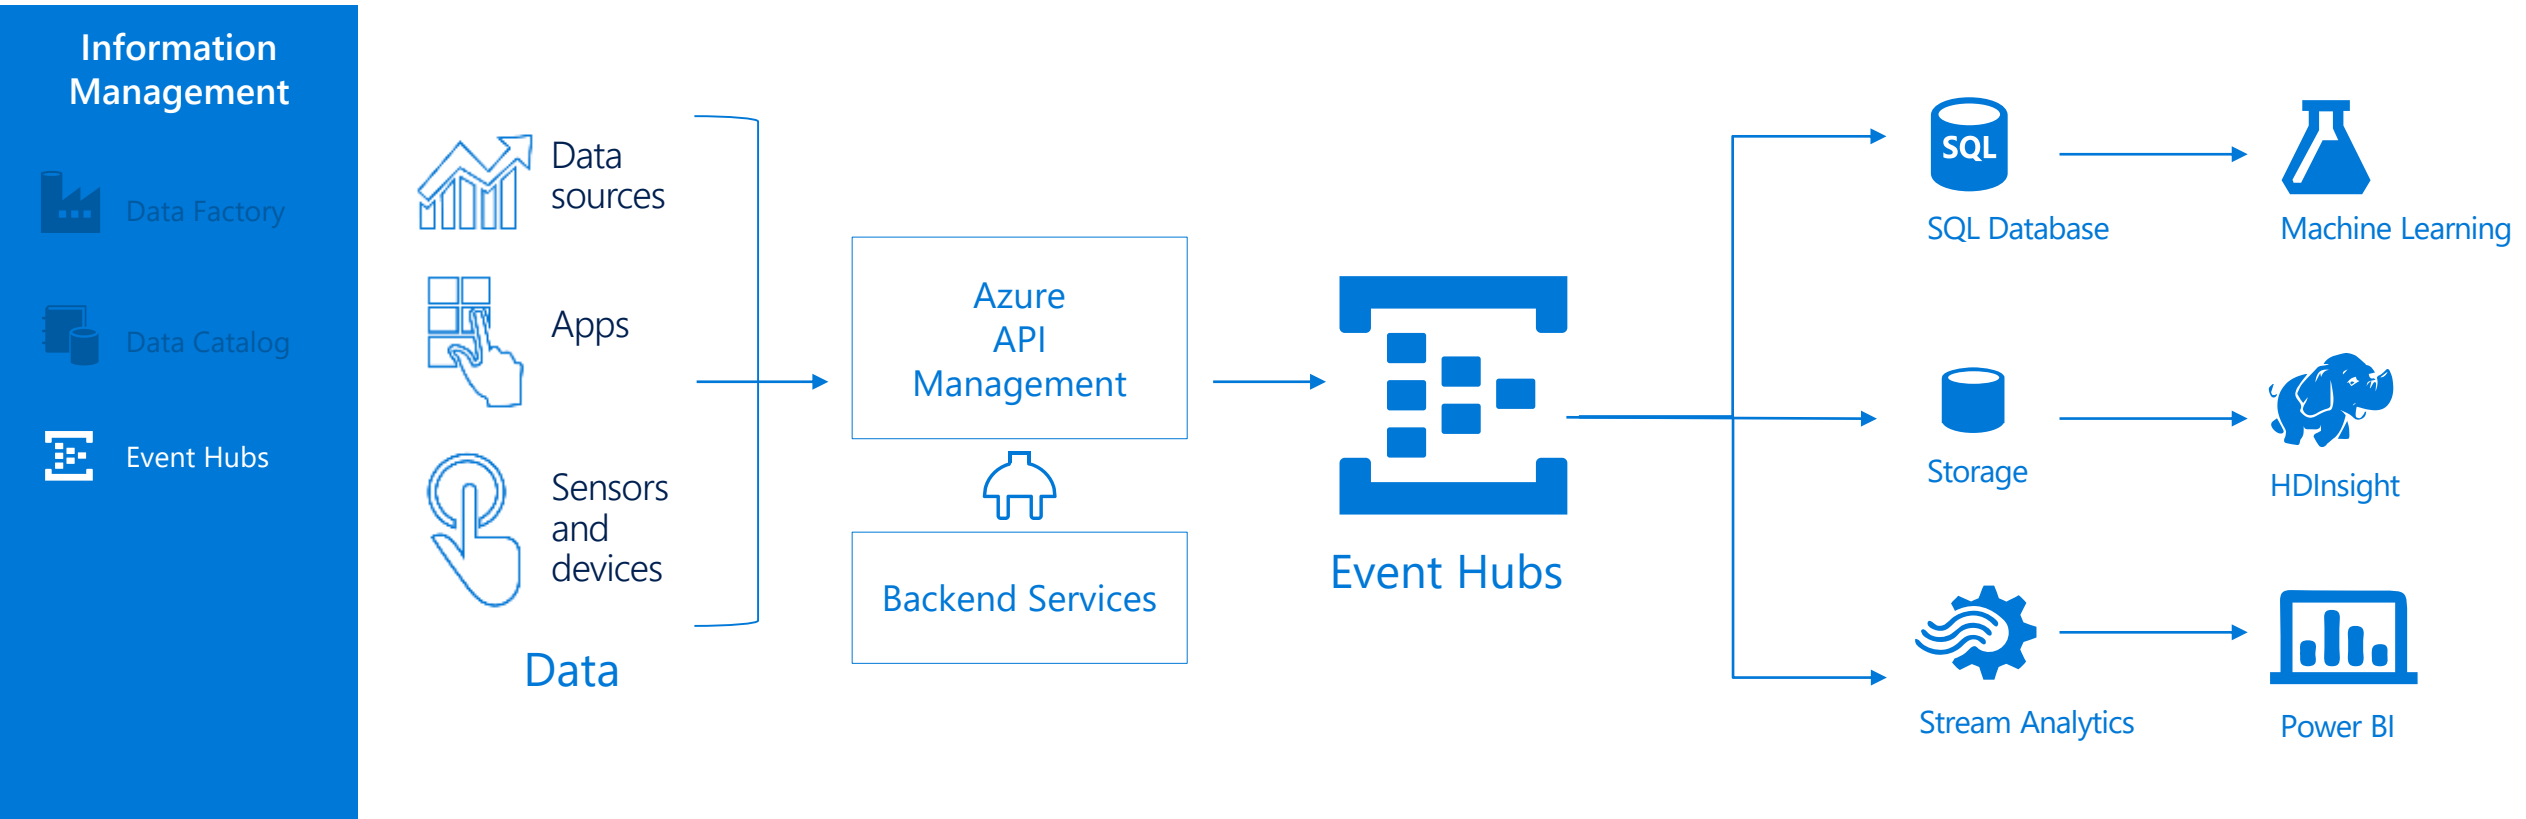 Information
Management
Data Factory
Data Catalog
Event Hubs
Data
sources
Apps
Sensors
and
devices
Data
Azure
API
Management
Backend Services
Event Hubs
SQL
SQL Database
Machine Learning
Storage
HDInsight
Stream Analytics
Power BI